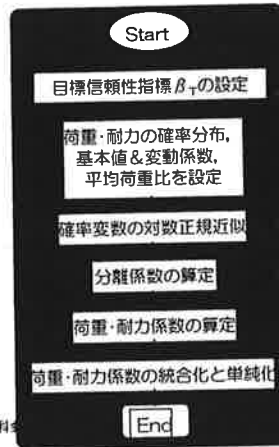 Start
目標信頼性指標βTの設定
荷重・耐力の確率分布,
基本値&変動係数,
平均荷重比を設定
確率変数の対数正規近似
分離係数の算定
荷重・耐力係数の算定
荷重・耐力係数の統合化と単純化
End